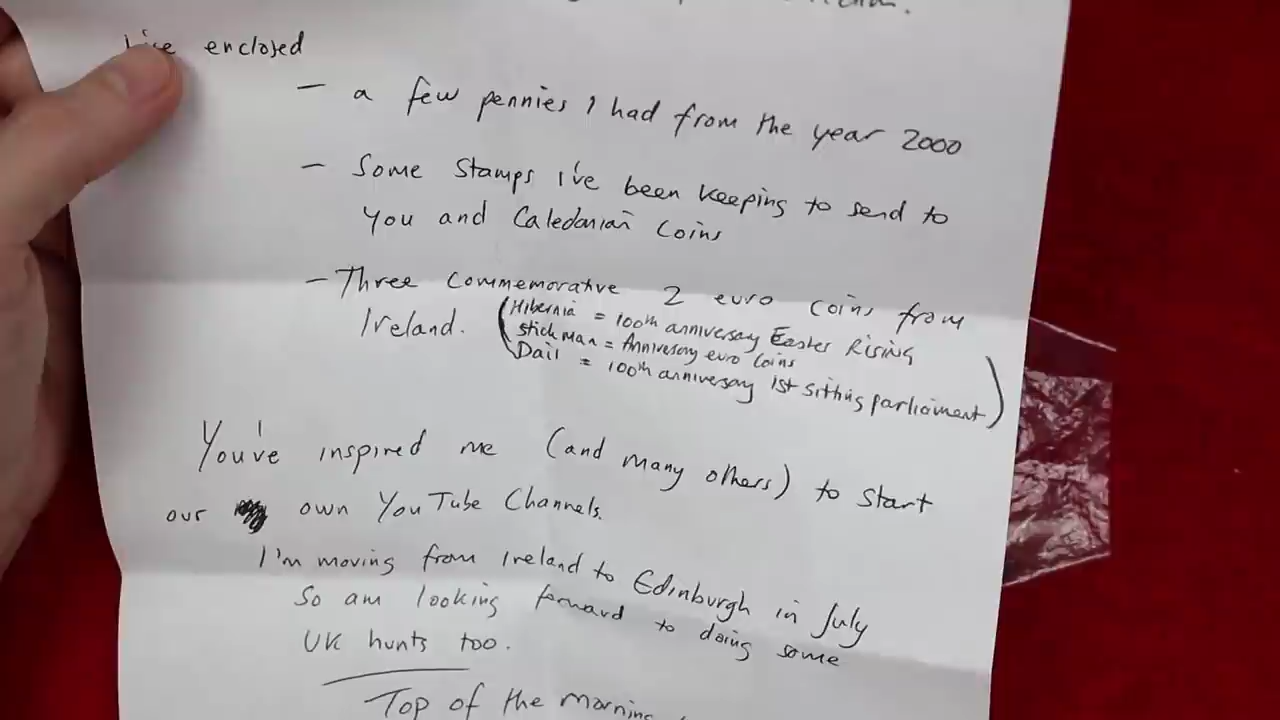 enclosed
- a few pennies I had from the year 2000
- Some Stamps I've been keeping to send to
you and Caledonian Coins
- Three Commemorative 2 euro coins from
Ireland. (Hibernia = 100th anniversary Easter Rising
Stickman = Anniversary euro Coins
Dail = 100th anniversary 1st sitting parliament)
You've inspired me (and many others) to start
our own YouTube Channels.
I'm moving from Ireland to Edinburgh in July
So am looking forward to doing some
UK hunts too.
Top of the morning